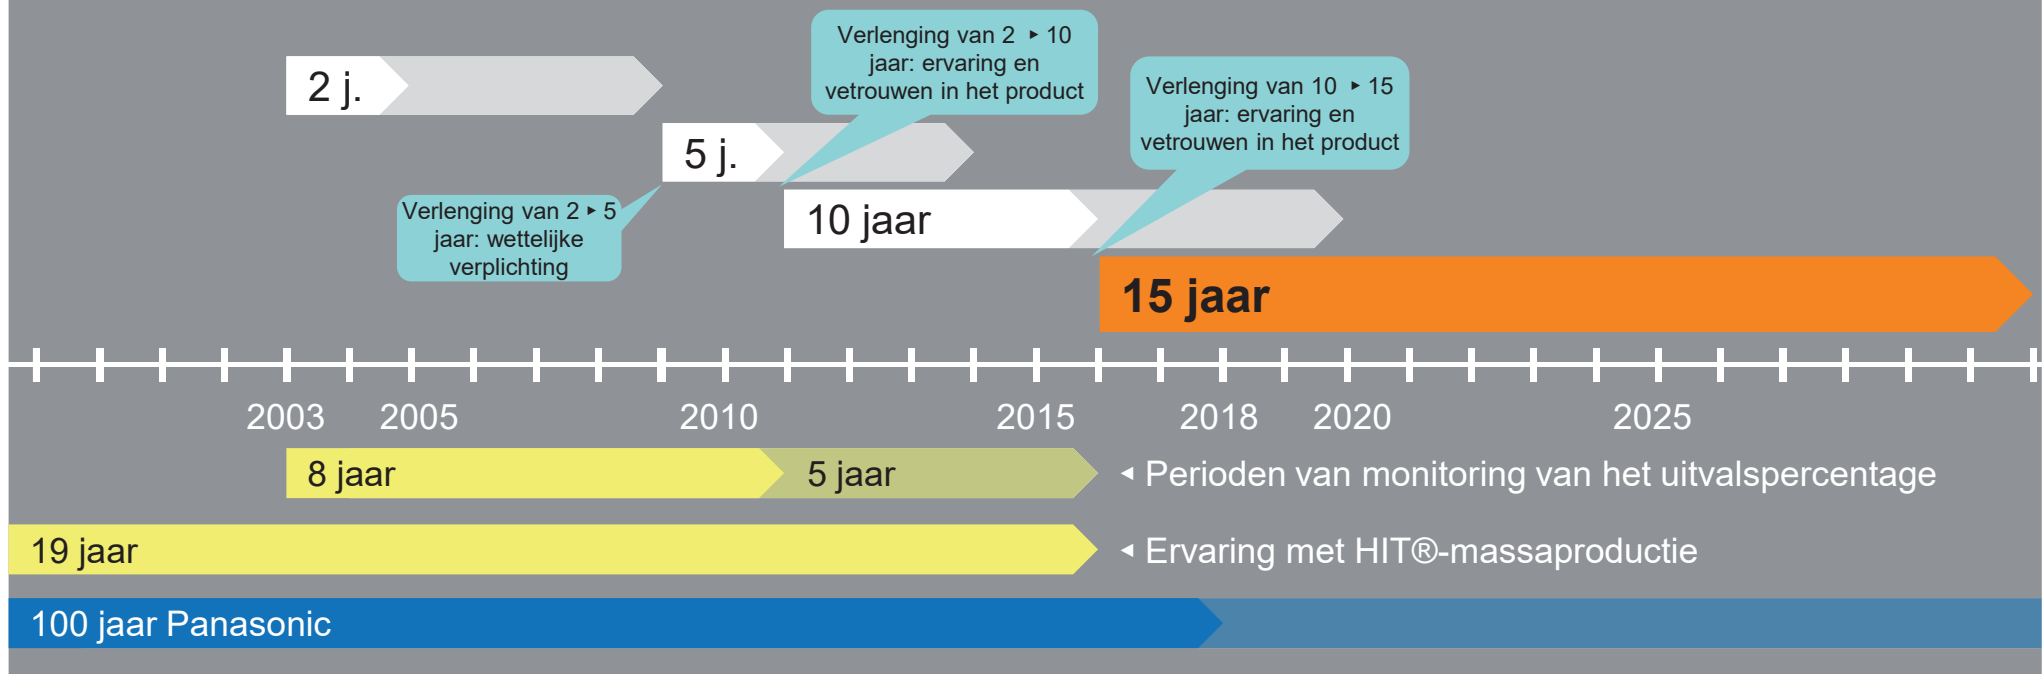 Verlenging van 2 ▸ 10
jaar: ervaring en
vetrouwen in het product
2 j.
Verlenging van 10 ▸ 15
jaar: ervaring en
vetrouwen in het product
5 j.
Verlenging van 2 ▸ 5
jaar: wettelijke
verplichting
10 jaar
15 jaar
2003 2005 2010 2015 2018 2020 2025
8 jaar 5 jaar ◂ Perioden van monitoring van het uitvalspercentage
19 jaar ◂ Ervaring met HIT®-massaproductie
100 jaar Panasonic